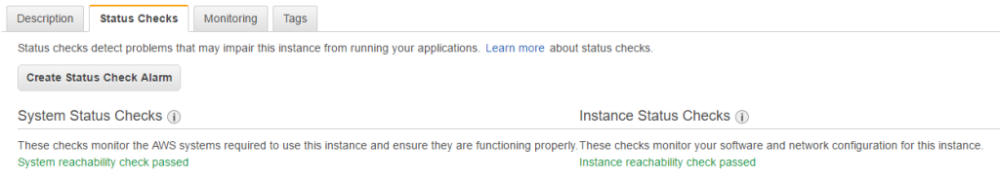 Description Status Checks Monitoring Tags
Status checks detect problems that may impair this instance from running your applications. Learn more about status checks.
Create Status Check Alarm
System Status Checks i
Instance Status Checks i
These checks monitor the AWS systems required to use this instance and ensure they are functioning properly.
These checks monitor your software and network configuration for this instance.
System reachability check passed
Instance reachability check passed